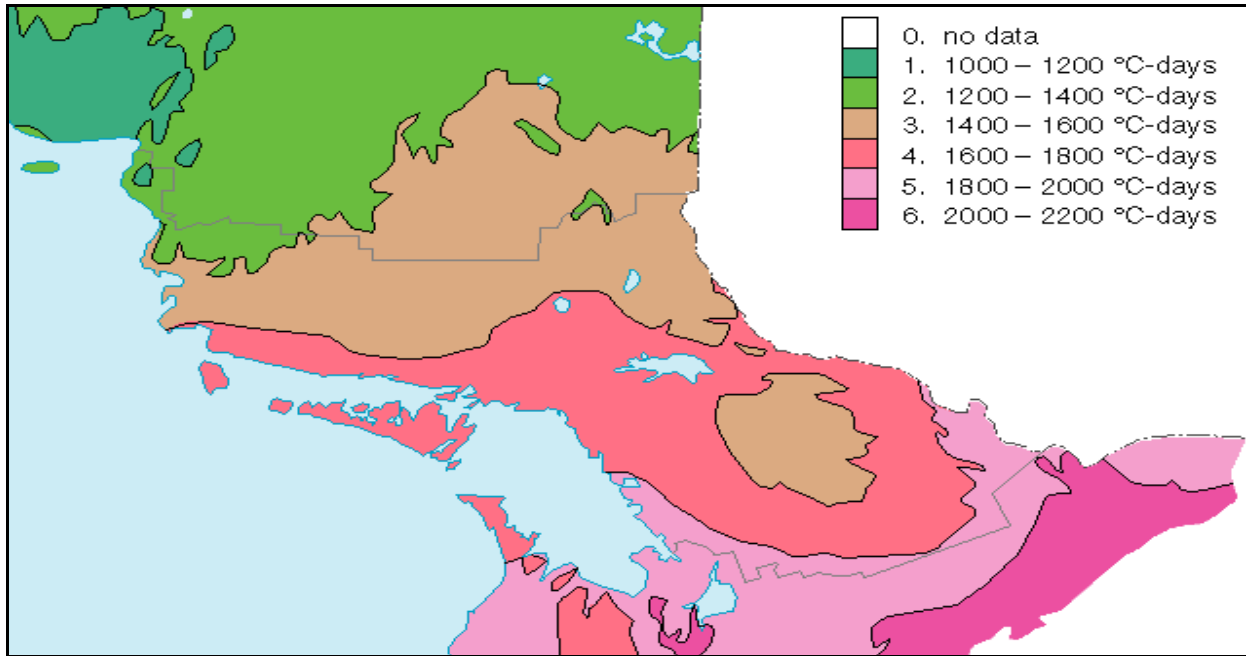 0. no data
1. 1000 – 1200 °C-days
2. 1200 – 1400 °C-days
3. 1400 – 1600 °C-days
4. 1600 – 1800 °C-days
5. 1800 – 2000 °C-days
6. 2000 – 2200 °C-days